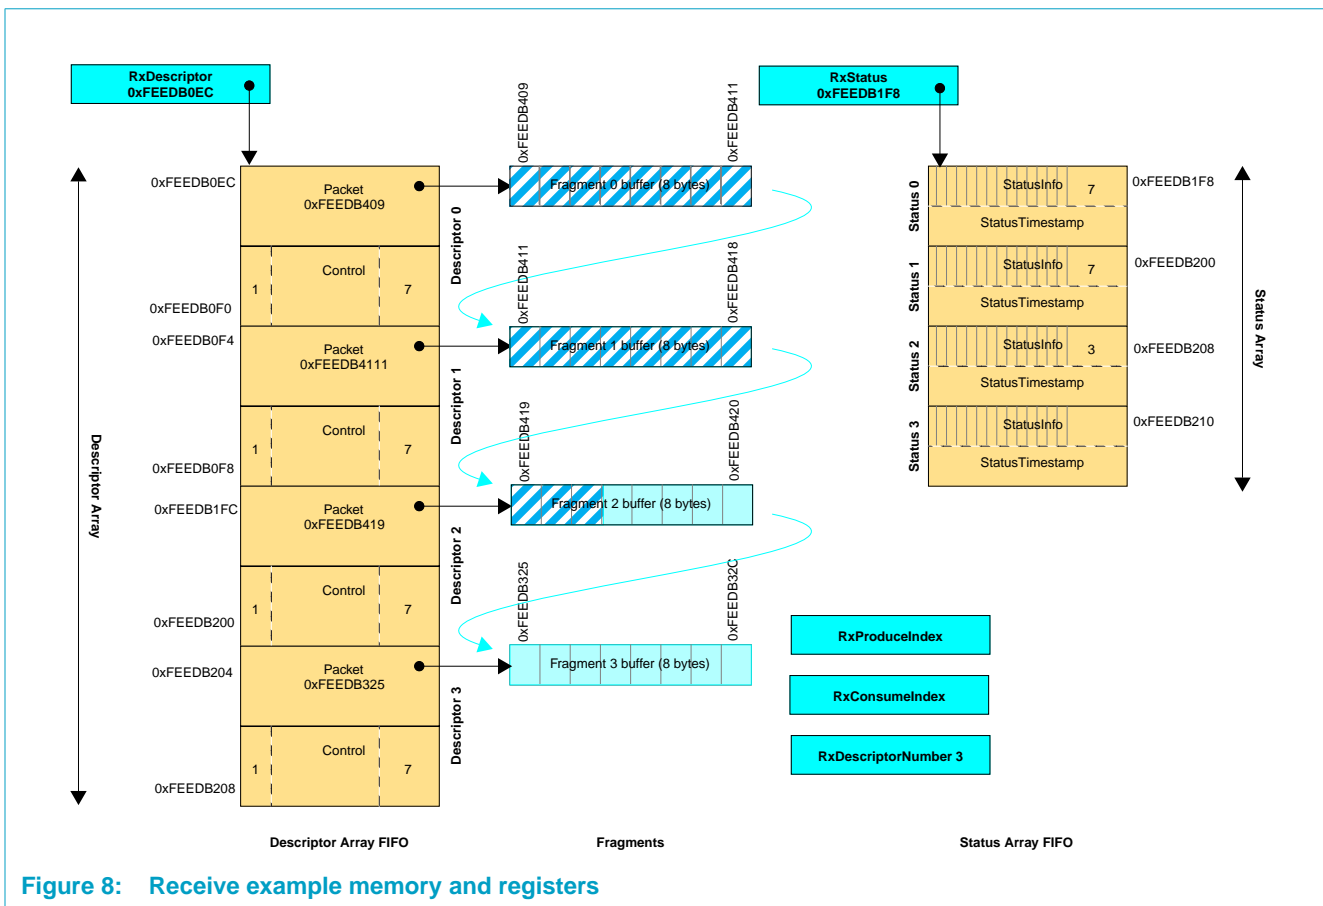 RxDescriptor
0xFEEDB0EC
RxStatus
0xFEEDB1F8
0xFEEDB409
0xFEEDB411
0xFEEDB0EC
Packet
0xFEEDB409
Descriptor 0
Fragment 0 buffer (8 bytes)
Control
1
7
0xFEEDB0F0
0xFEEDB411
0xFEEDB418
0xFEEDB0F4
Packet
0xFEEDB4111
Descriptor 1
Fragment 1 buffer (8 bytes)
Control
1
7
0xFEEDB0F8
0xFEEDB419
0xFEEDB420
0xFEEDB1FC
Packet
0xFEEDB419
Descriptor 2
Fragment 2 buffer (8 bytes)
Control
1
7
0xFEEDB200
0xFEEDB325
0xFEEDB32C
0xFEEDB204
Packet
0xFEEDB325
Descriptor 3
Fragment 3 buffer (8 bytes)
Control
1
7
0xFEEDB208
Descriptor Array
Status 0
StatusInfo
7
0xFEEDB1F8
StatusTimestamp
Status 1
StatusInfo
7
0xFEEDB200
StatusTimestamp
Status 2
StatusInfo
3
0xFEEDB208
StatusTimestamp
Status 3
StatusInfo
0xFEEDB210
StatusTimestamp
Status Array
RxProduceIndex
RxConsumeIndex
RxDescriptorNumber 3
Descriptor Array FIFO
Fragments
Status Array FIFO
Figure 8: Receive example memory and registers